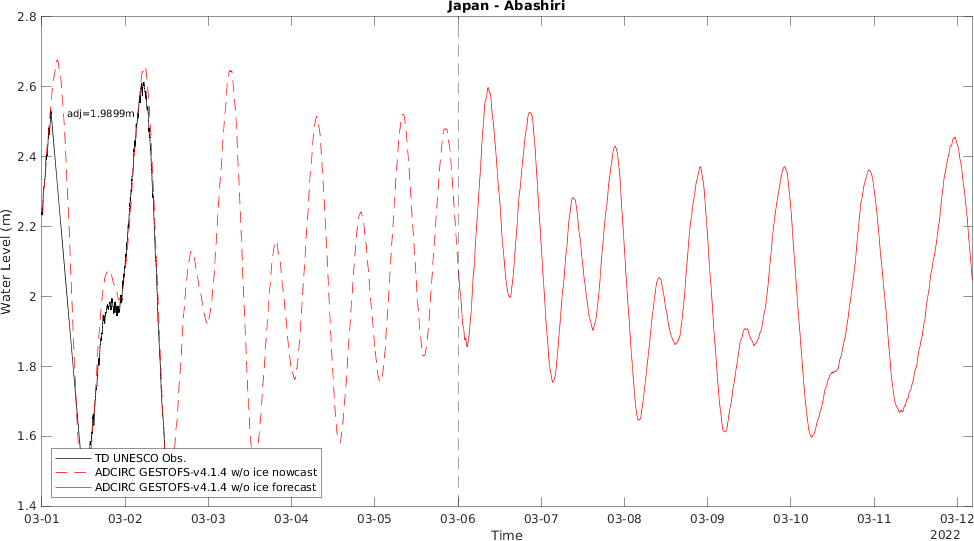 Japan - Abashiri
2.8
2.6
2.4
2.2
2
1.8
1.6
1.4
Water Level (m)
adj=1.9899m
TD UNESCO Obs.
ADCIRC GESTOFS-v4.1.4 w/o ice nowcast
ADCIRC GESTOFS-v4.1.4 w/o ice forecast
03-01 03-02 03-03 03-04 03-05 03-06 03-07 03-08 03-09 03-10 03-11 03-12
Time
2022